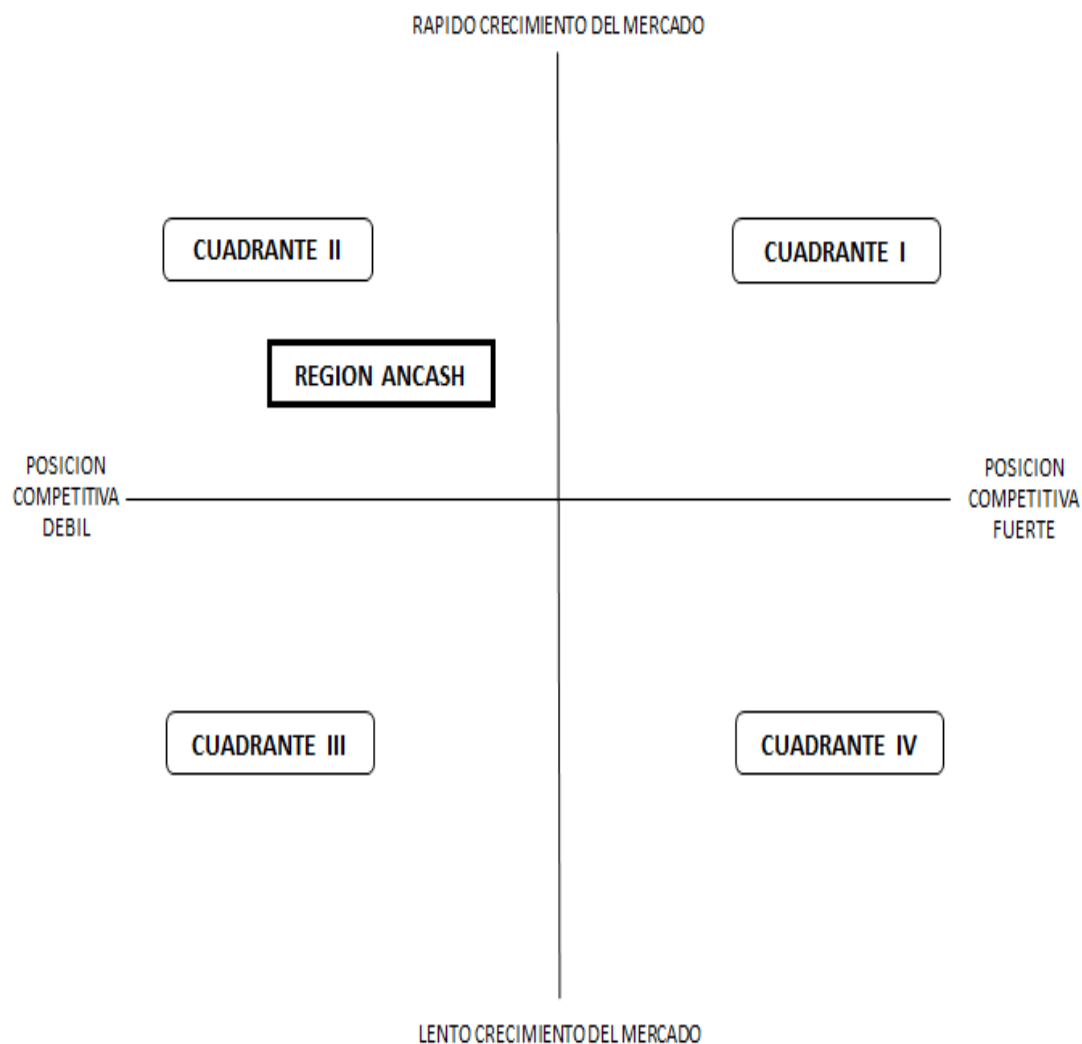 RAPIDO CRECIMIENTO DEL MERCADO
CUADRANTE II
CUADRANTE I
REGION ANCASH
POSICION
COMPETITIVA
DEBIL
POSICION
COMPETITIVA
FUERTE
CUADRANTE III
CUADRANTE IV
LENTO CRECIMIENTO DEL MERCADO